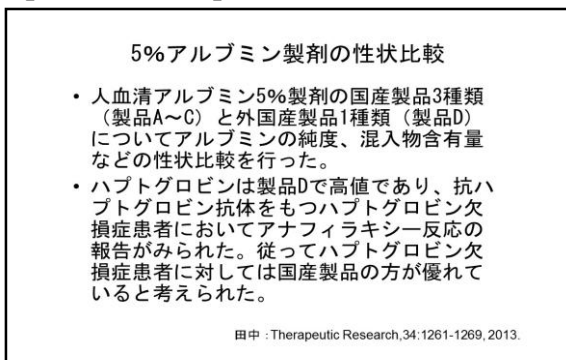 5%アルブミン製剤の性状比較
• 人血清アルブミン5%製剤の国産製品3種類
（製品A～C）と外国産製品1種類（製品D）
についてアルブミンの純度、混入物含有量
などの性状比較を行った。
• ハプトグロビンは製品Dで高値であり、抗ハ
プトグロビン抗体をもつハプトグロビン欠
損症患者においてアナフィラキシー反応の
報告がみられた。従ってハプトグロビン欠
損症患者に対しては国産製品の方が優れて
いると考えられた。
田中：Therapeutic Research,34:1261-1269,2013.